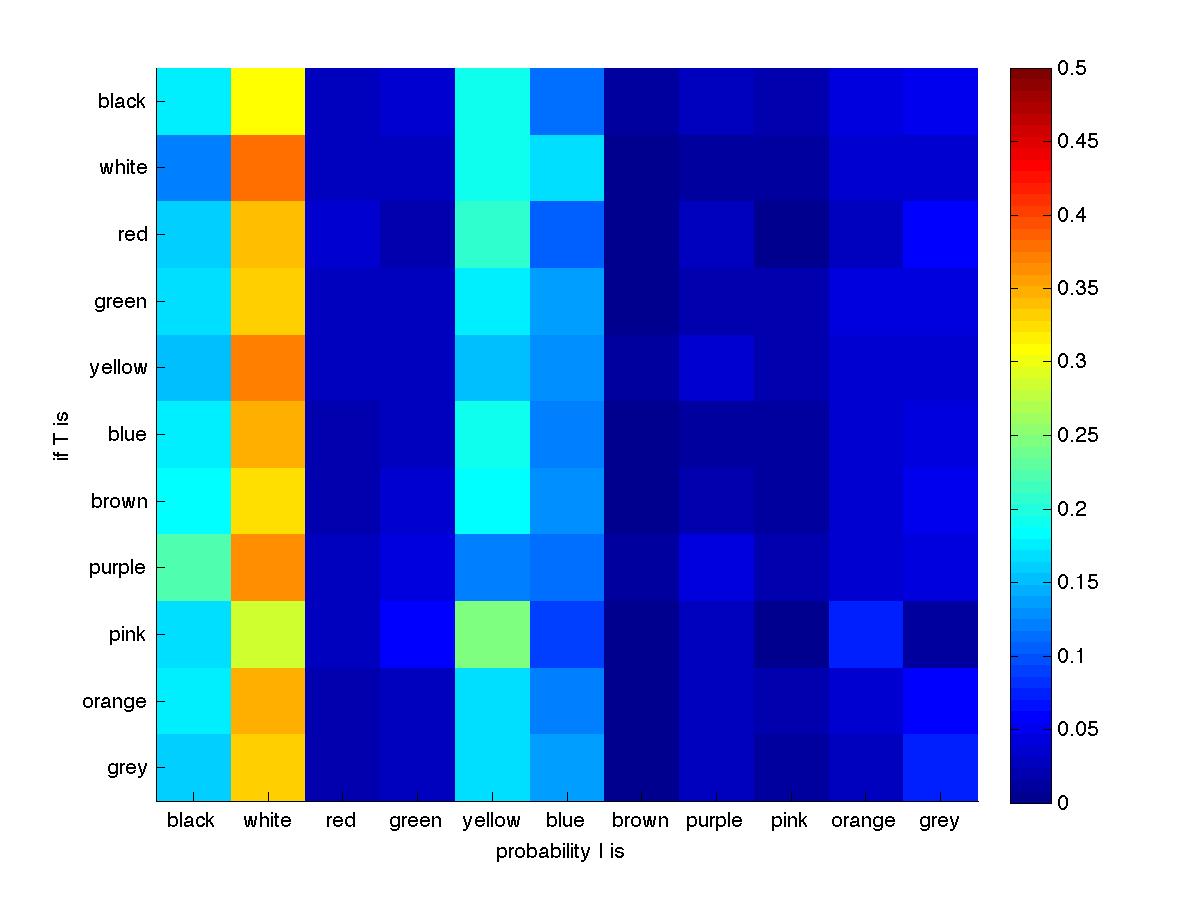 0.5
black
0.45
white
0.4
red
0.35
green
0.3
yellow
0.25
if T is
blue
0.2
brown
0.15
purple
0.1
pink
0.05
orange
grey
0
black white red green yellow blue brown purple pink orange grey
probability I is